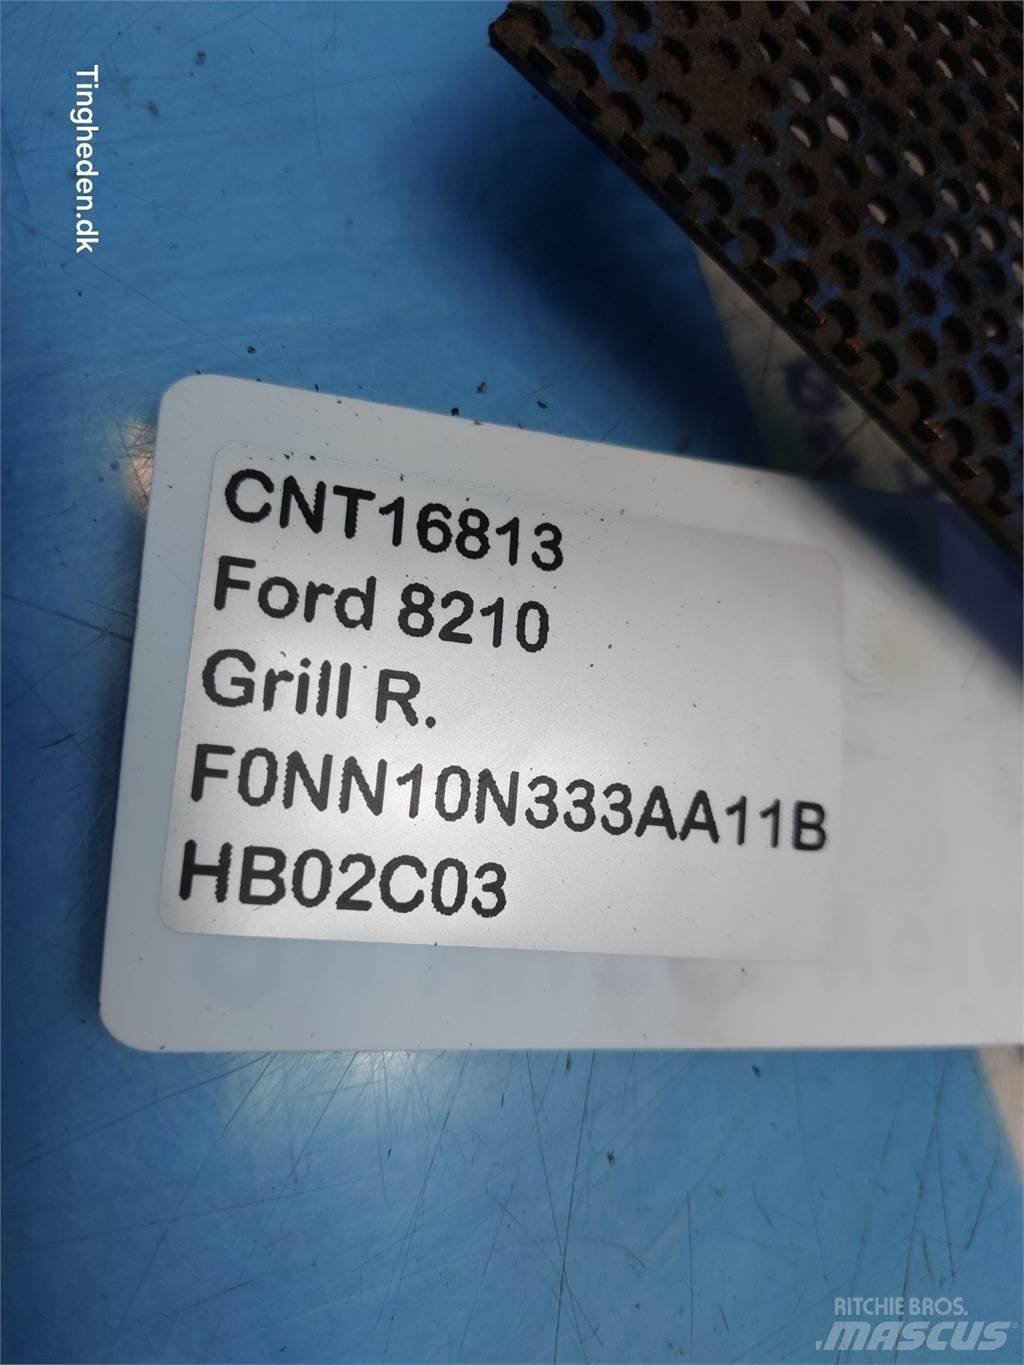 Tingheden.dk
CNT16813
Ford 8210
Grill R.
F0NN10N333AA11B
HB02C03
RITCHIE BROS.
MASCUS